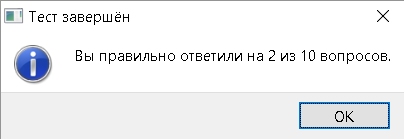 Тест завершён
Вы правильно ответили на 2 из 10 вопросов.
OK